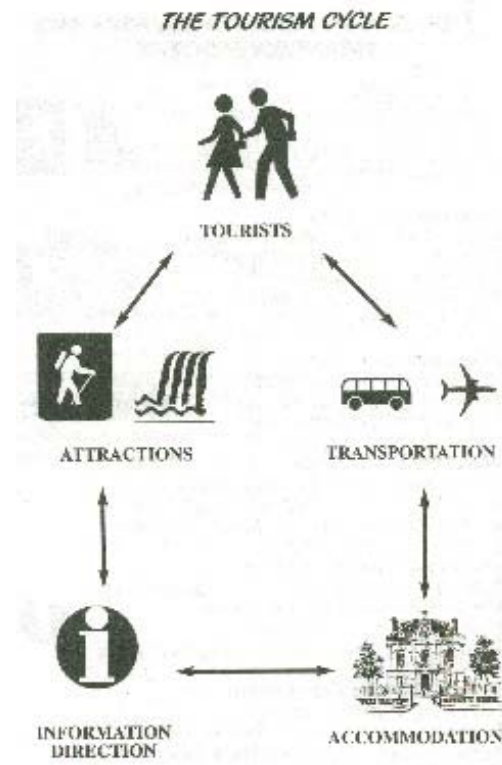 THE TOURISM CYCLE
TOURISTS
ATTRACTIONS
TRANSPORTATION
INFORMATION
DIRECTION
ACCOMMODATION